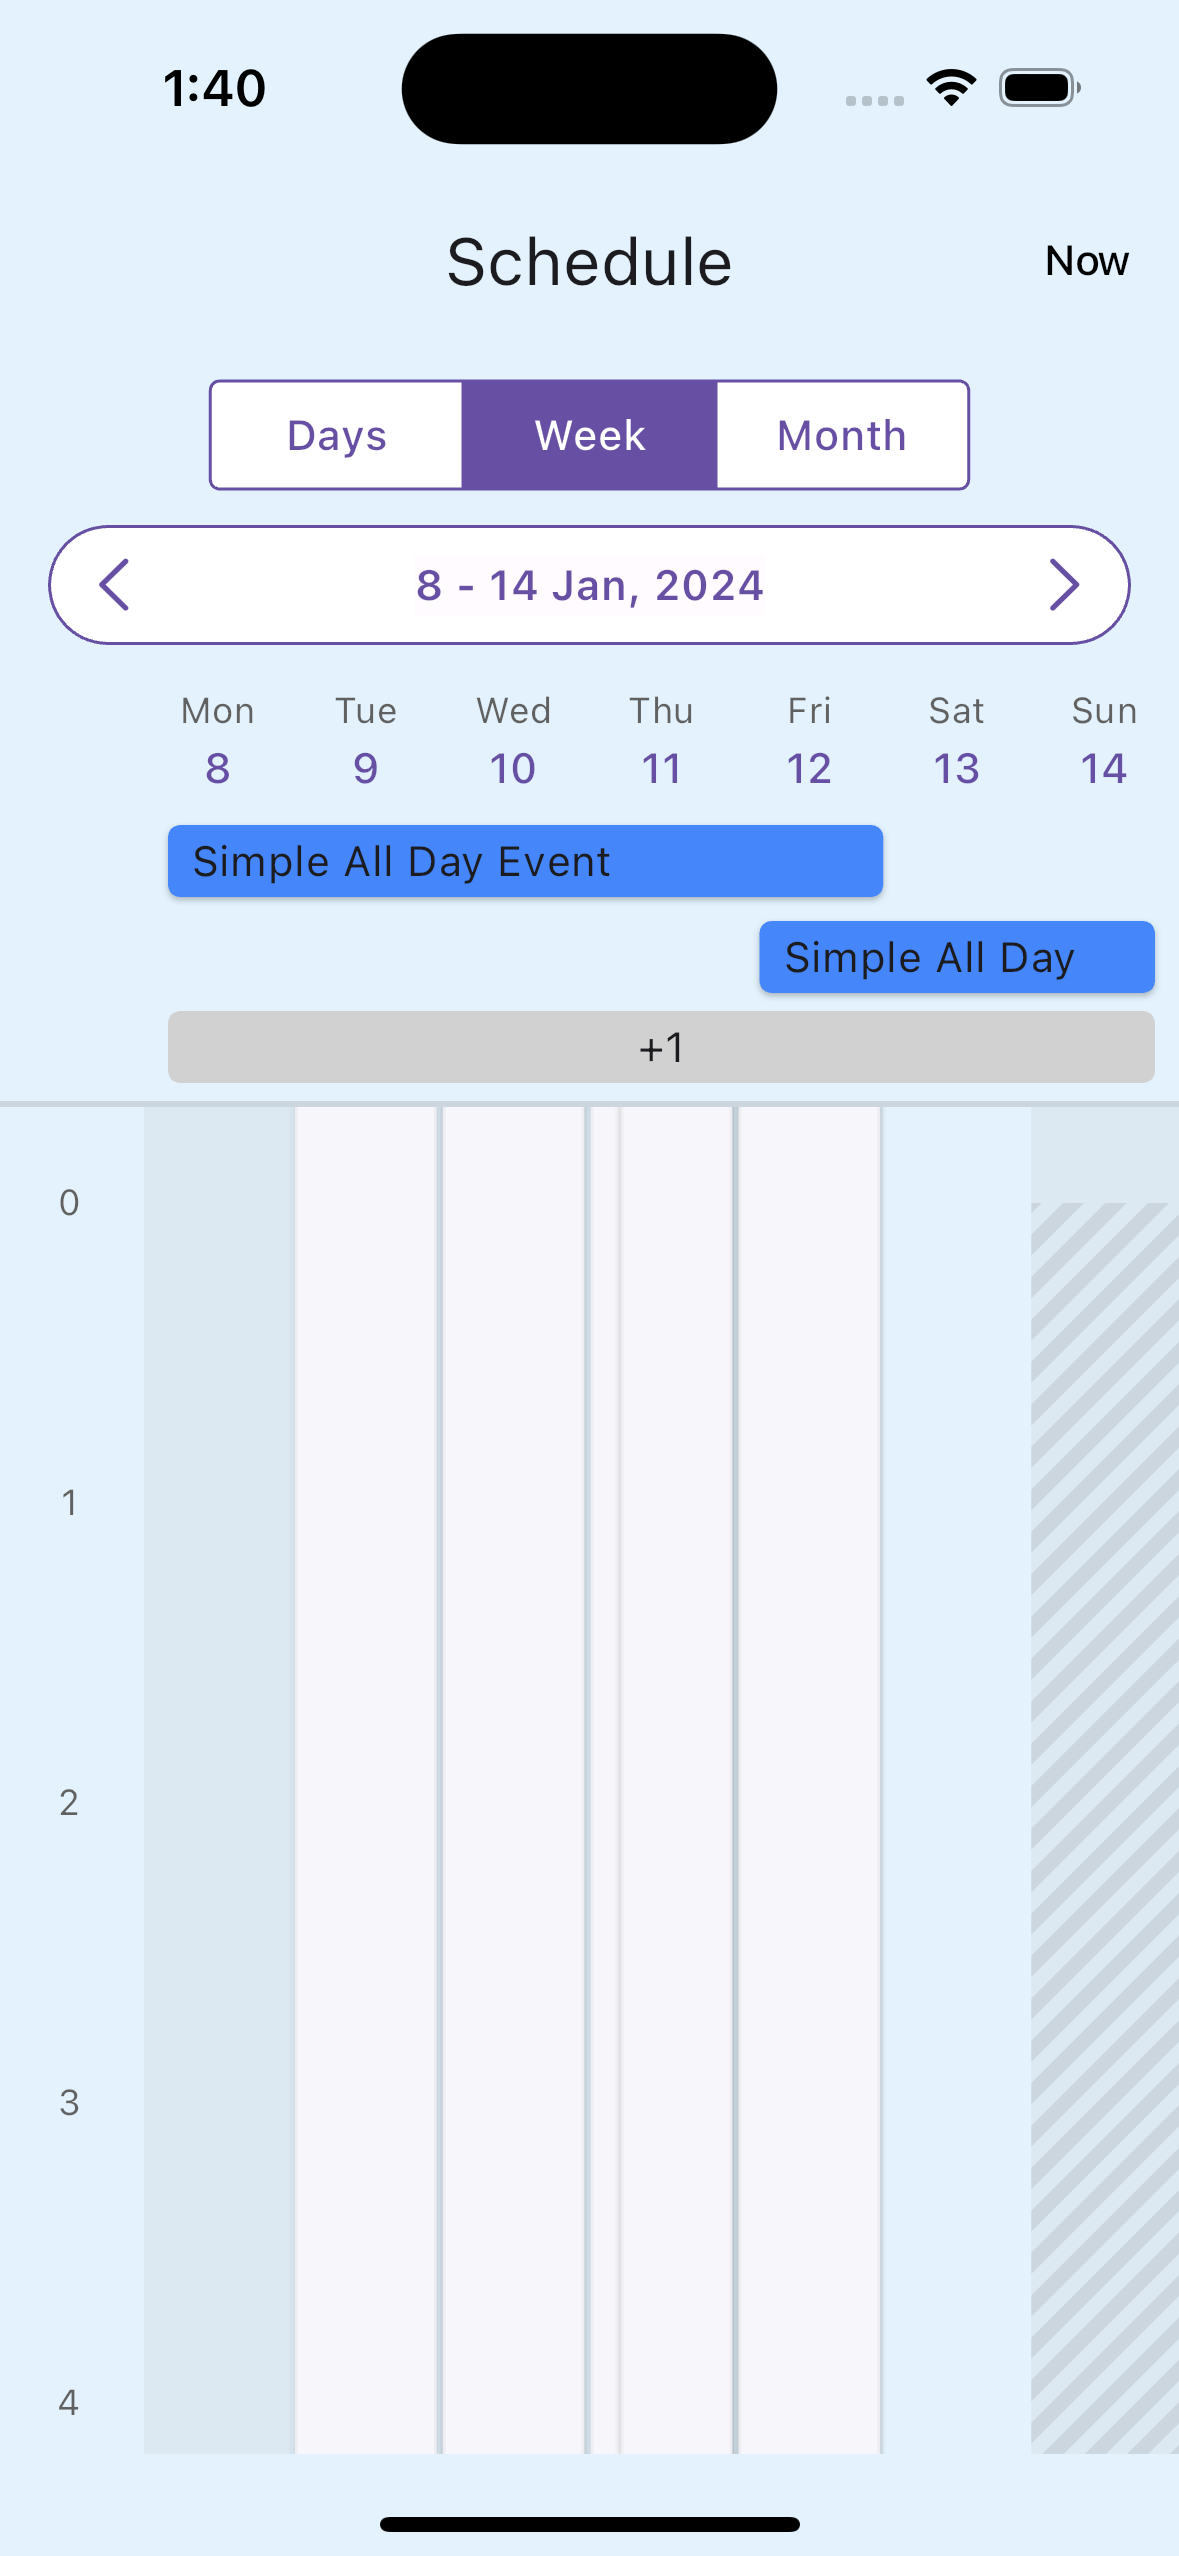 1:40
Schedule
Now
Days Week Month
8 - 14 Jan, 2024
Mon Tue Wed Thu Fri Sat Sun
8 9 10 11 12 13 14
Simple All Day Event
Simple All Day
+1
0
1
2
3
4